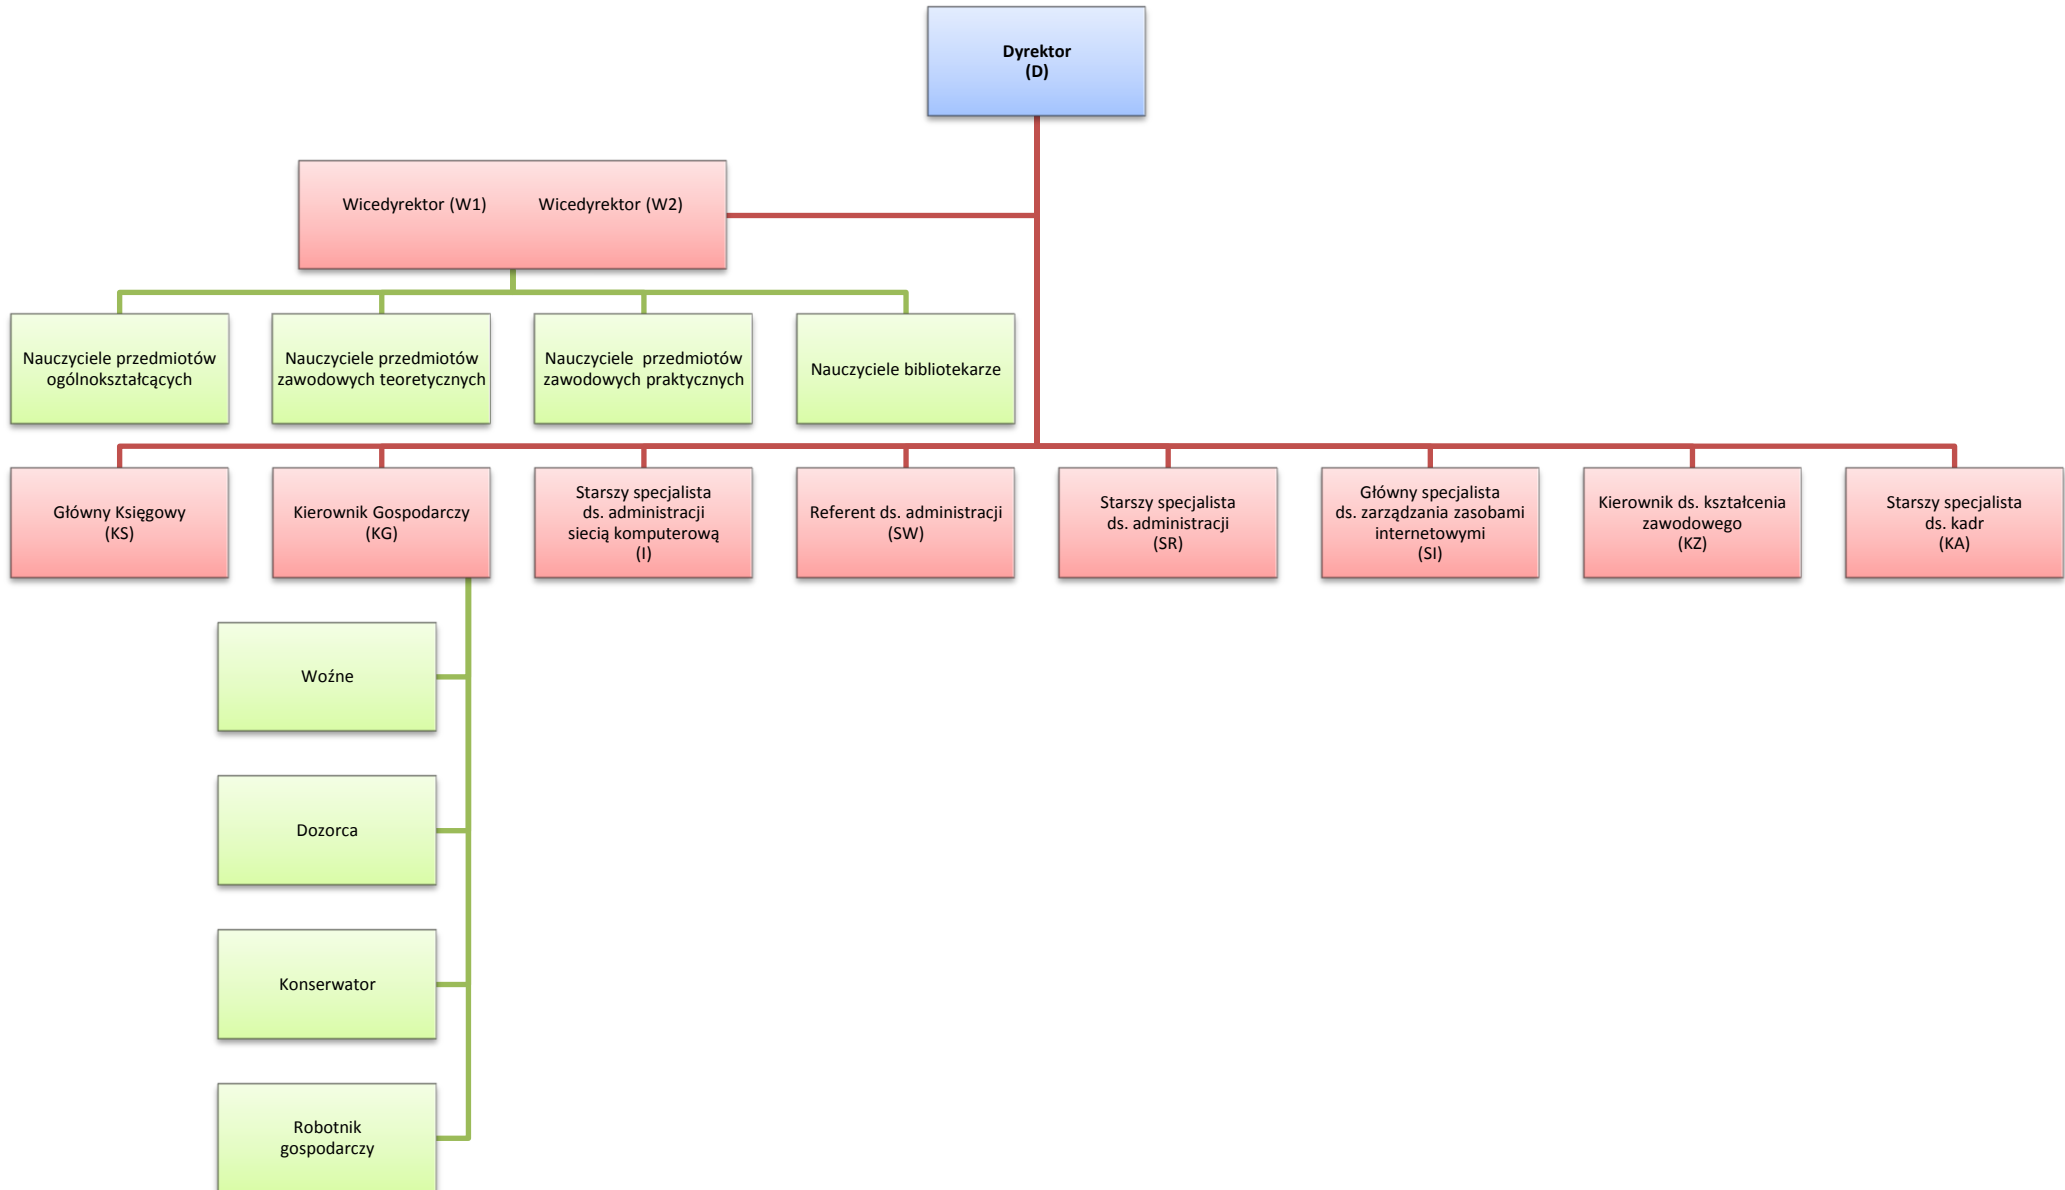 Dyrektor
(D)
Wicedyrektor (W1) Wicedyrektor (W2)
Nauczyciele przedmiotów
ogólnokształcących
Nauczyciele przedmiotów
zawodowych teoretycznych
Nauczyciele przedmiotów
zawodowych praktycznych
Nauczyciele bibliotekarze
Główny Księgowy
(KS)
Kierownik Gospodarczy
(KG)
Starszy specjalista
ds. administracji
siecią komputerową
(I)
Referent ds. administracji
(SW)
Starszy specjalista
ds. administracji
(SR)
Główny specjalista
ds. zarządzania zasobami
internetowymi
(SI)
Kierownik ds. kształcenia
zawodowego
(KZ)
Starszy specjalista
ds. kadr
(KA)
Woźne
Dozorca
Konserwator
Robotnik
gospodarczy